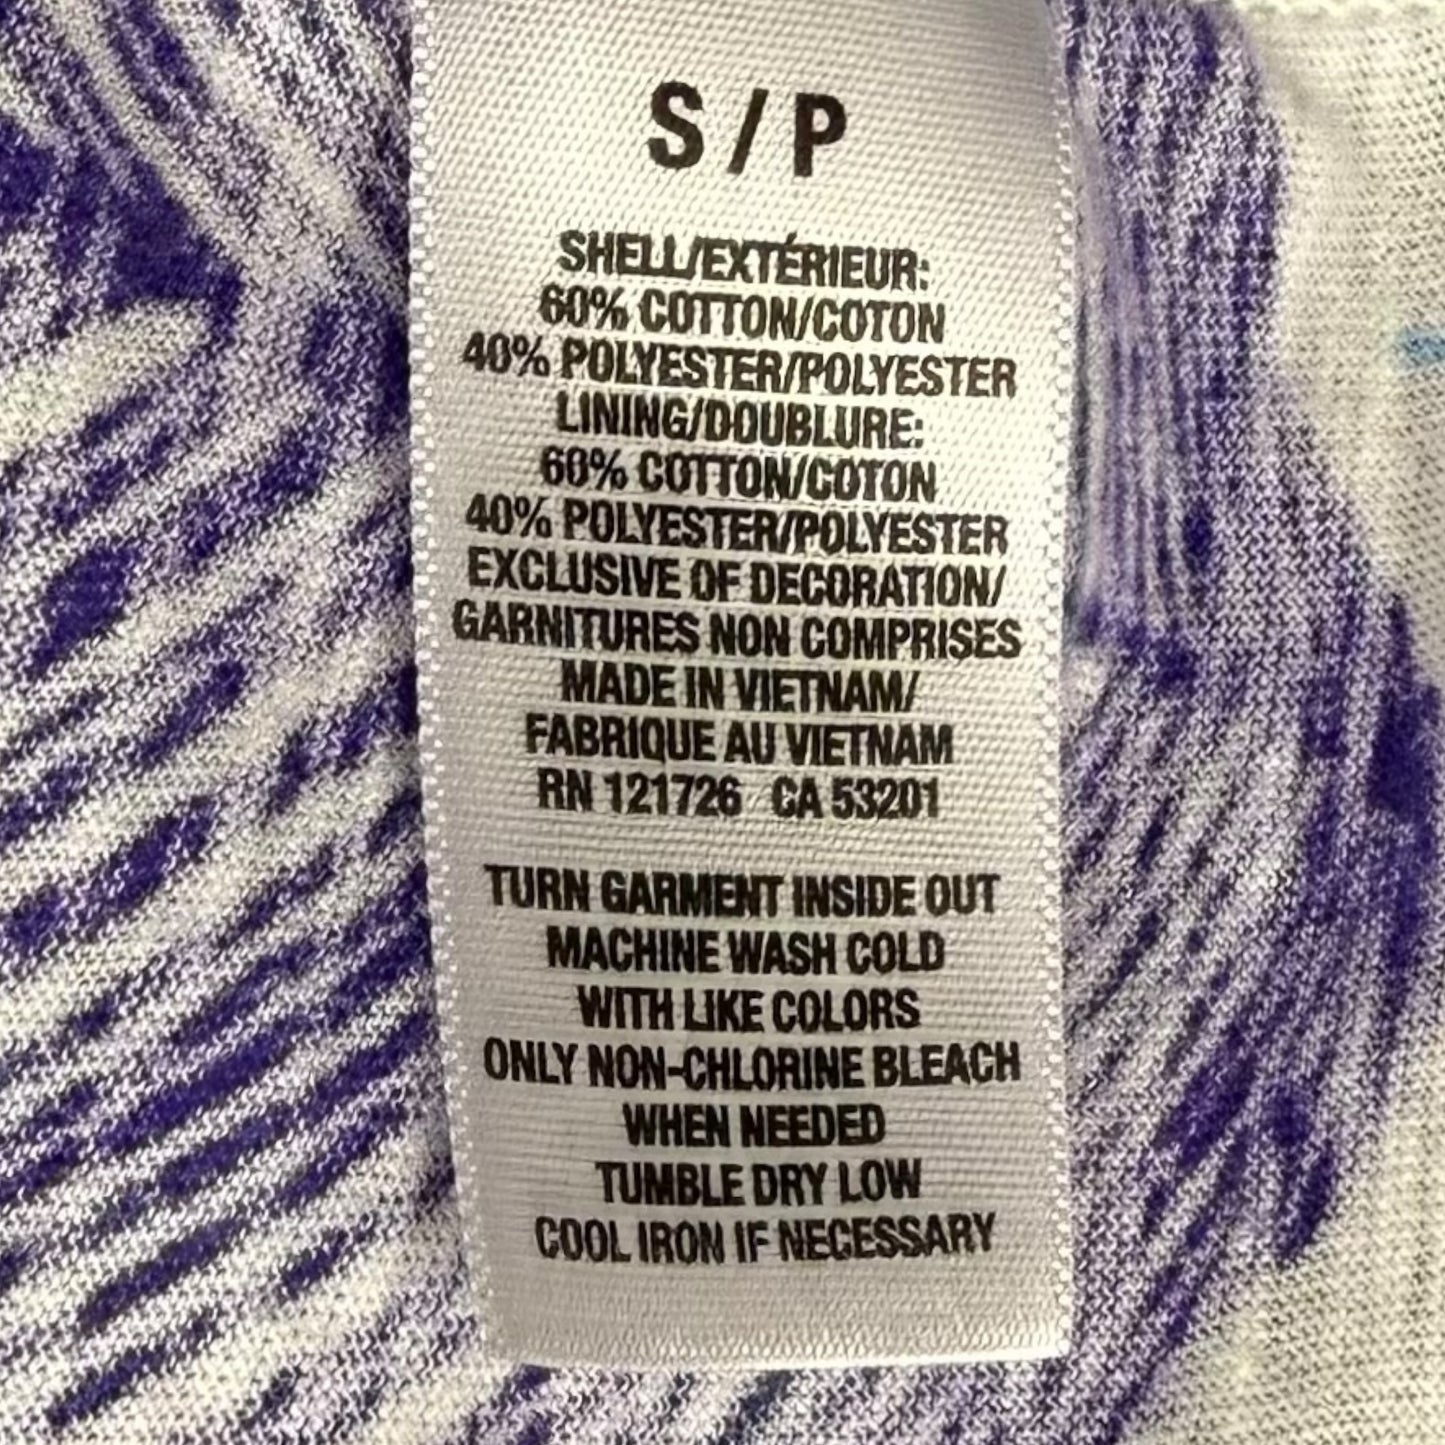 S / P
SHELL/EXTÉRIEUR:
60% COTTON/COTON
40% POLYESTER/POLYESTER
LINING/DOUBLURE:
60% COTTON/COTON
40% POLYESTER/POLYESTER
EXCLUSIVE OF DECORATION/
GARNITURES NON COMPRISES
MADE IN VIETNAM/
FABRIQUE AU VIETNAM
RN 121726 CA 53201
TURN GARMENT INSIDE OUT
MACHINE WASH COLD
WITH LIKE COLORS
ONLY NON-CHLORINE BLEACH
WHEN NEEDED
TUMBLE DRY LOW
COOL IRON IF NECESSARY